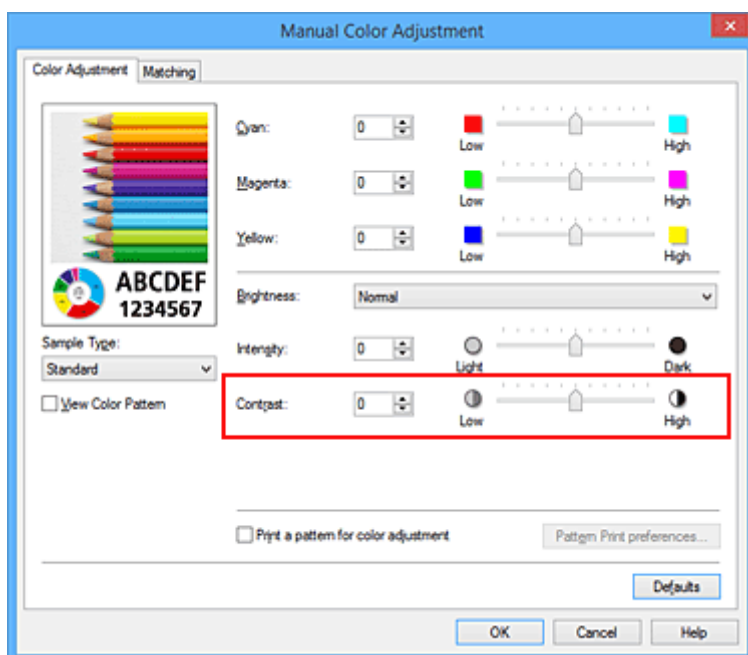 Manual Color Adjustment
Color Adjustment Matching
Cyan: 0 Low High
Magenta: 0 Low High
Yellow: 0 Low High
ABCDEF
1234567
Brightness: Normal
Sample Type:
Standard
Intensity: 0 Light Dark
View Color Pattern
Contrast: 0 Low High
Print a pattern for color adjustment Pattern Print preferences...
Defaults
OK Cancel Help